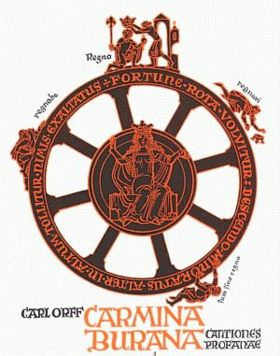 Regno
regnabo
regnavi
Sum sine regno
+FORTUNE·ROTA·VOLVITUR:DESCENDO·MINORATUS·ALTER·IN·ALTUM·TOLLITUR·NIMIS·EXALTATUS
CARL ORFF
CARMINA
BURANA
CANTIONES
PROFANAE